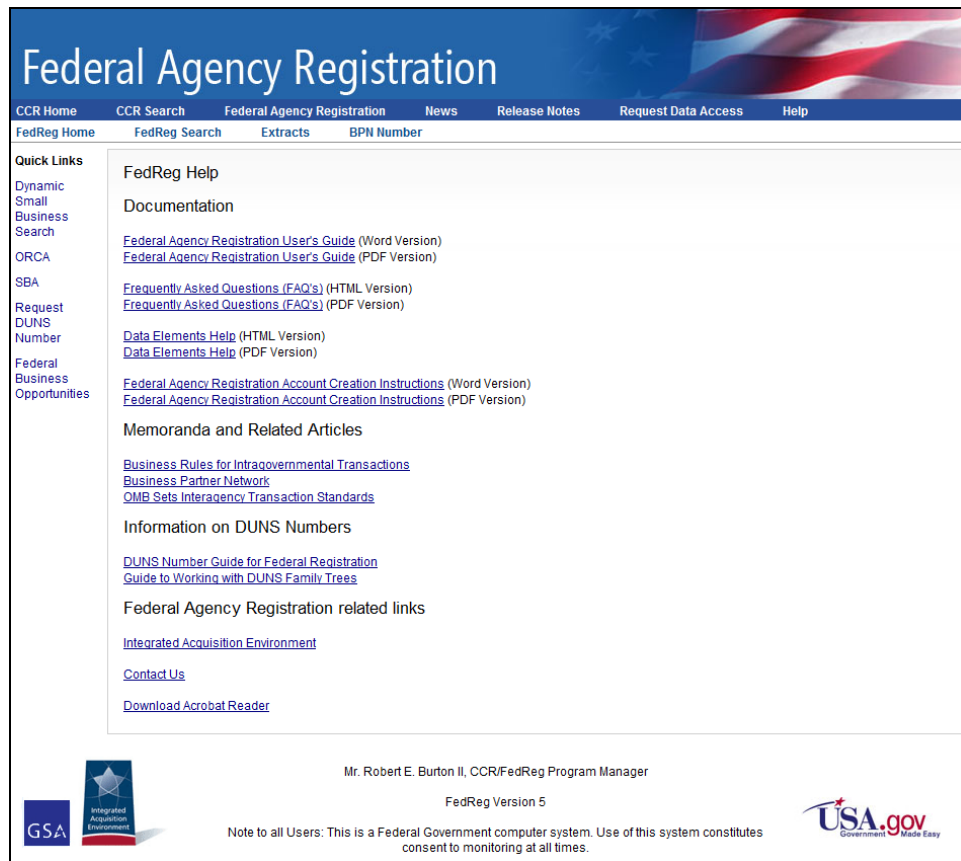 Federal Agency Registration
CCR Home CCR Search Federal Agency Registration News Release Notes Request Data Access Help
FedReg Home FedReg Search Extracts BPN Number
Quick Links
Dynamic
Small
Business
Search
ORCA
SBA
Request
DUNS
Number
Federal
Business
Opportunities
FedReg Help
Documentation
Federal Agency Registration User's Guide (Word Version)
Federal Agency Registration User's Guide (PDF Version)
Frequently Asked Questions (FAQ's) (HTML Version)
Frequently Asked Questions (FAQ's) (PDF Version)
Data Elements Help (HTML Version)
Data Elements Help (PDF Version)
Federal Agency Registration Account Creation Instructions (Word Version)
Federal Agency Registration Account Creation Instructions (PDF Version)
Memoranda and Related Articles
Business Rules for Intragovernmental Transactions
Business Partner Network
OMB Sets Interagency Transaction Standards
Information on DUNS Numbers
DUNS Number Guide for Federal Registration
Guide to Working with DUNS Family Trees
Federal Agency Registration related links
Integrated Acquisition Environment
Contact Us
Download Acrobat Reader
GSA
Integrated
Acquisition
Environment
Mr. Robert E. Burton II, CCR/FedReg Program Manager
FedReg Version 5
Note to all Users: This is a Federal Government computer system. Use of this system constitutes
consent to monitoring at all times.
USA.gov
Government Made Easy